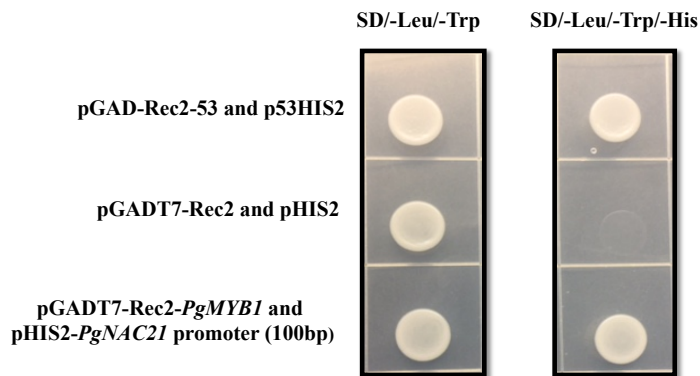 SD/-Leu/-Trp
SD/-Leu/-Trp/-His
pGAD-Rec2-53 and p53HIS2
pGADT7-Rec2 and pHIS2
pGADT7-Rec2-PgMYB1 and
pHIS2-PgNAC21 promoter (100bp)